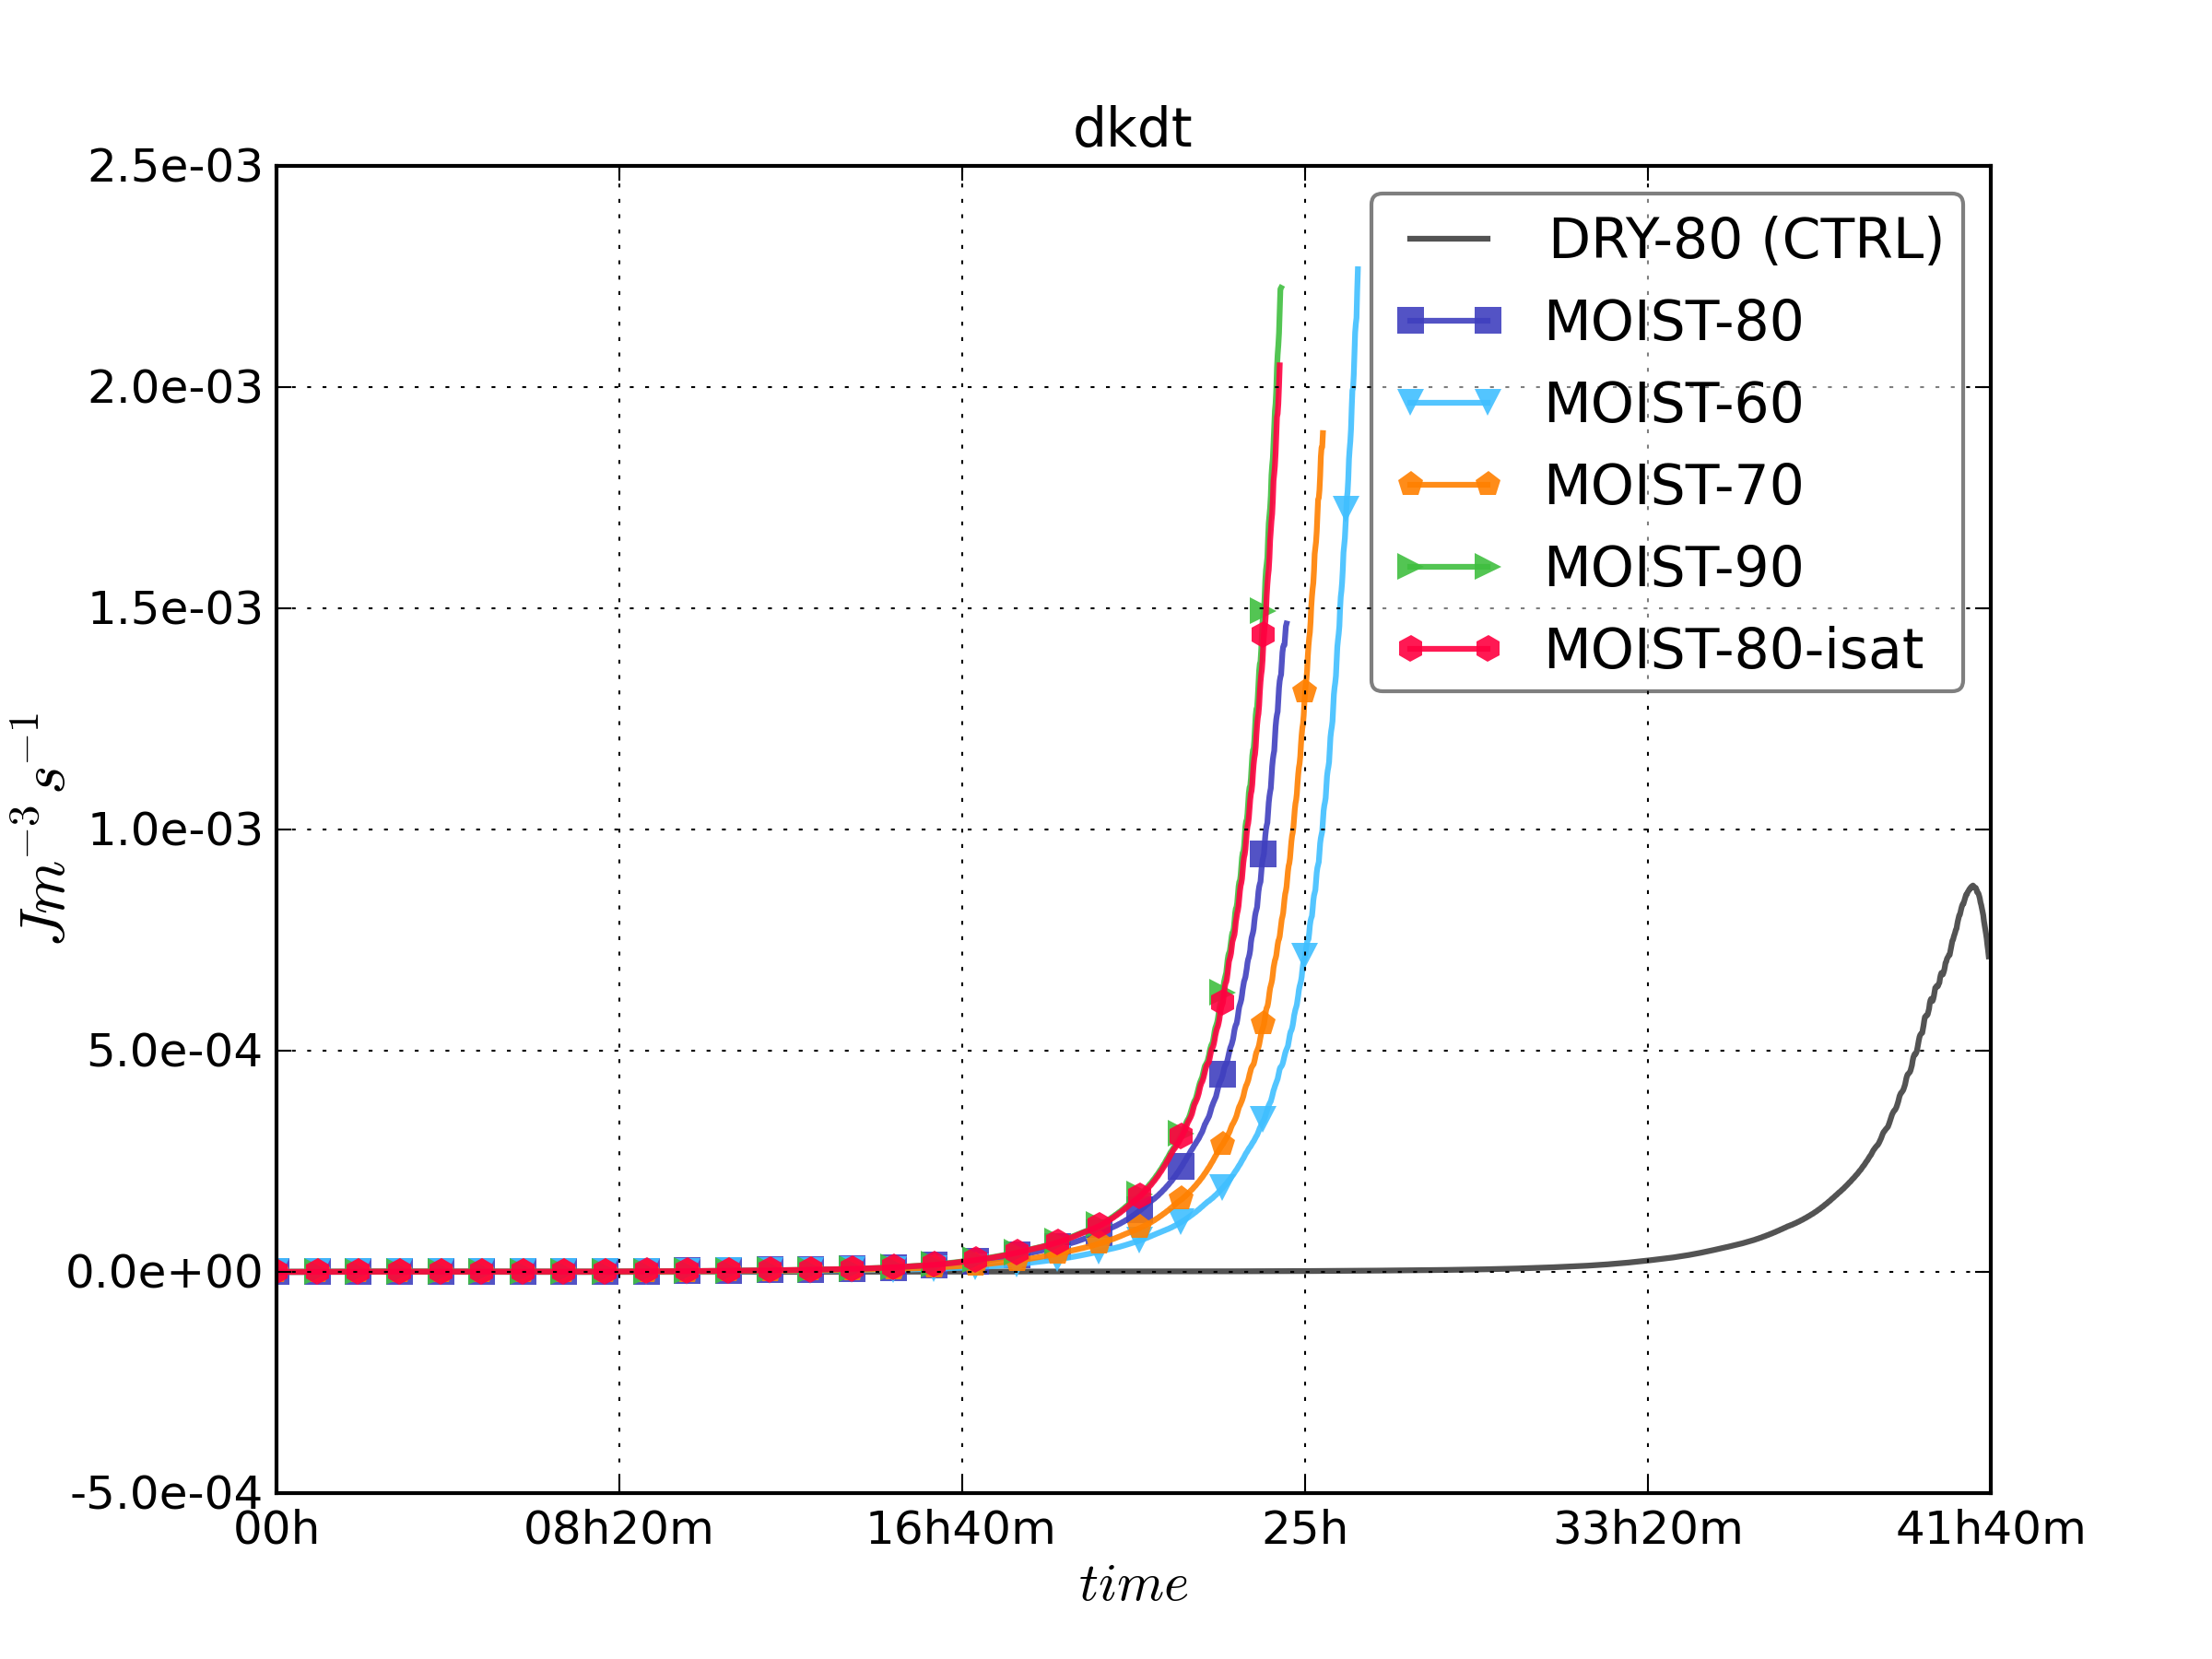 dkdt
2.5e-03
2.0e-03
1.5e-03
1.0e-03
5.0e-04
0.0e+00
-5.0e-04
Jm⁻³ s⁻¹
DRY-80 (CTRL)
MOIST-80
MOIST-60
MOIST-70
MOIST-90
MOIST-80-isat
00h 08h20m 16h40m 25h 33h20m 41h40m
time